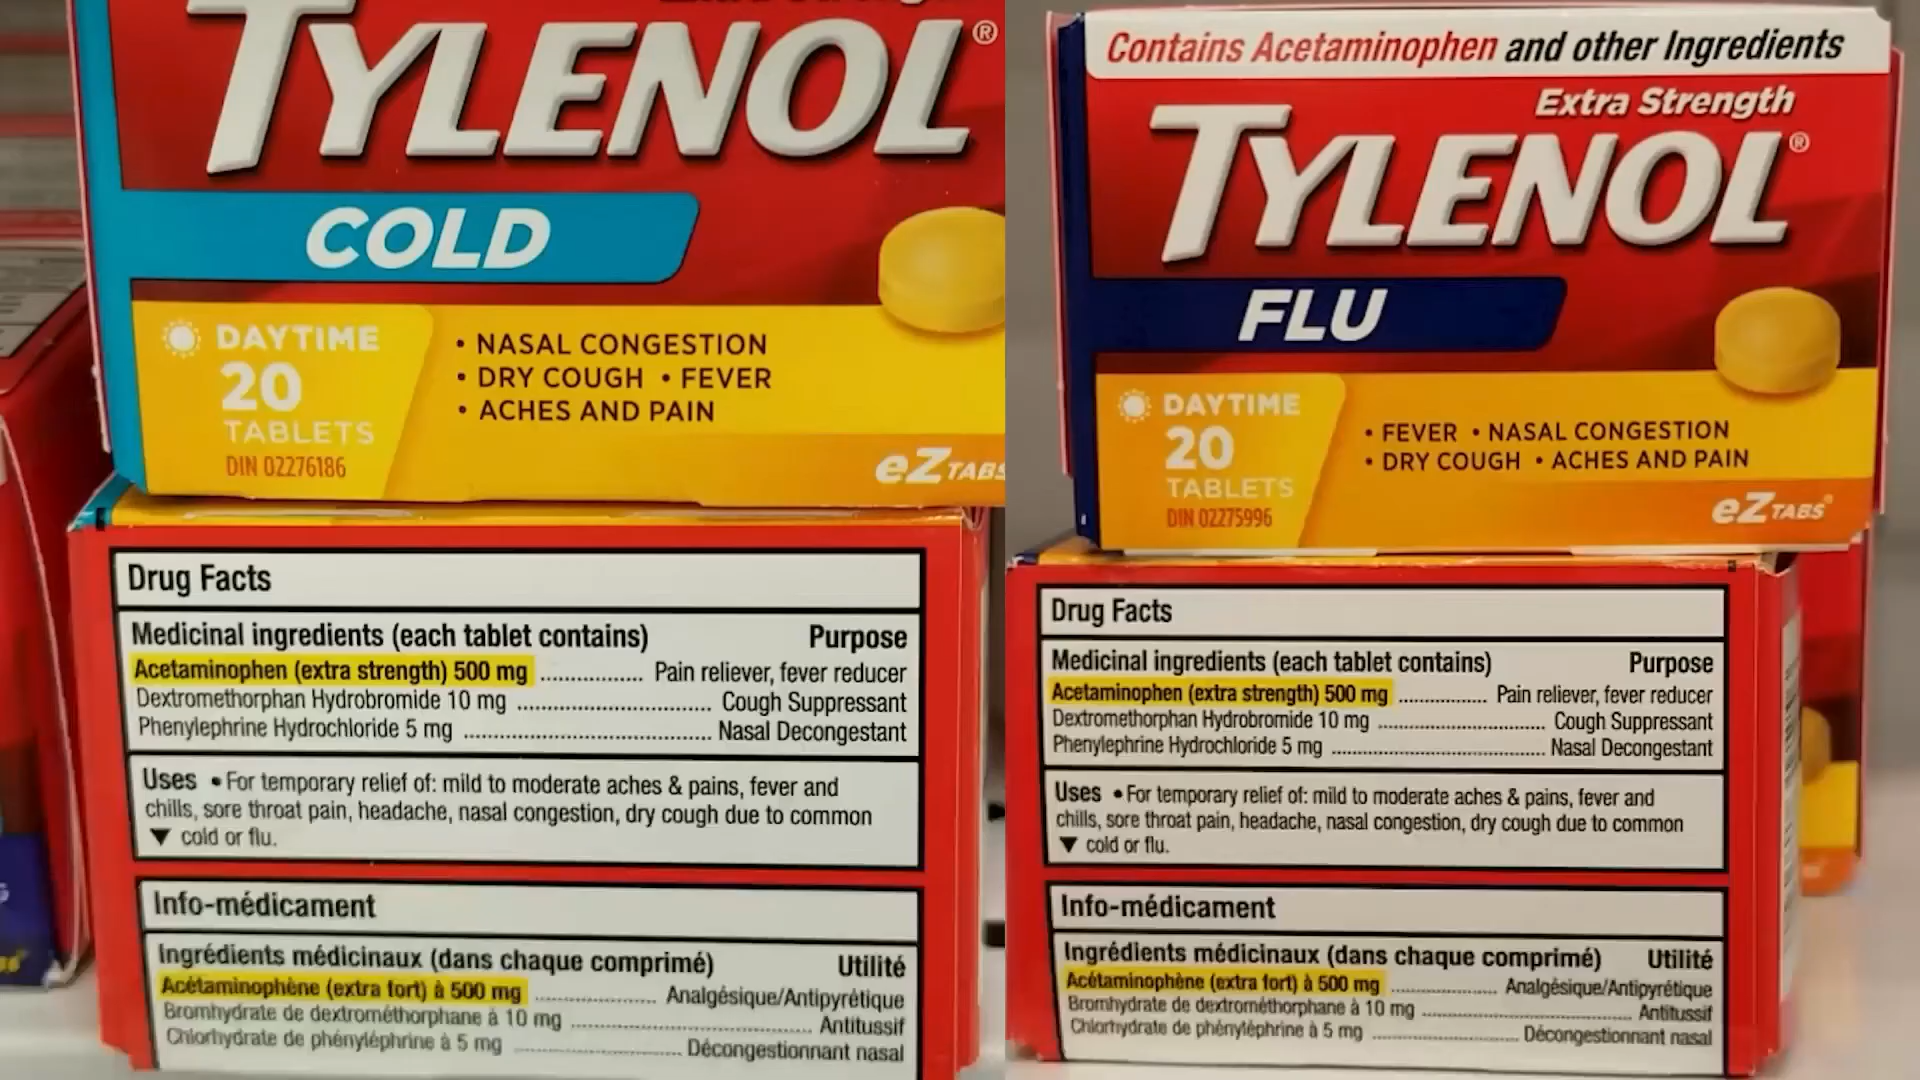 TYLENOL®
COLD
DAYTIME
20
TABLETS
DIN 02276186
• NASAL CONGESTION
• DRY COUGH • FEVER
• ACHES AND PAIN
eZ TABS
Drug Facts
Medicinal ingredients (each tablet contains) Purpose
Acetaminophen (extra strength) 500 mg ................. Pain reliever, fever reducer
Dextromethorphan Hydrobromide 10 mg ................................ Cough Suppressant
Phenylephrine Hydrochloride 5 mg ......................................... Nasal Decongestant
Uses • For temporary relief of: mild to moderate aches & pains, fever and
chills, sore throat pain, headache, nasal congestion, dry cough due to common
▼ cold or flu.
Info-médicament
Ingrédients médicinaux (dans chaque comprimé) Utilité
Acétaminophène (extra fort) à 500 mg ..................... Analgésique/Antipyrétique
Bromhydrate de dextrométhorphane à 10 mg ........................................ Antitussif
Chlorhydrate de phényléphrine à 5 mg ............................ Décongestionnant nasal
Contains Acetaminophen and other Ingredients
Extra Strength
TYLENOL®
FLU
DAYTIME
20
TABLETS
DIN 02275996
• FEVER • NASAL CONGESTION
• DRY COUGH • ACHES AND PAIN
eZ TABS®
Drug Facts
Medicinal ingredients (each tablet contains) Purpose
Acetaminophen (extra strength) 500 mg ................. Pain reliever, fever reducer
Dextromethorphan Hydrobromide 10 mg ................................ Cough Suppressant
Phenylephrine Hydrochloride 5 mg ......................................... Nasal Decongestant
Uses • For temporary relief of: mild to moderate aches & pains, fever and
chills, sore throat pain, headache, nasal congestion, dry cough due to common
▼ cold or flu.
Info-médicament
Ingrédients médicinaux (dans chaque comprimé) Utilité
Acétaminophène (extra fort) à 500 mg ..................... Analgésique/Antipyrétique
Bromhydrate de dextrométhorphane à 10 mg ........................................ Antitussif
Chlorhydrate de phényléphrine à 5 mg ............................ Décongestionnant nasal